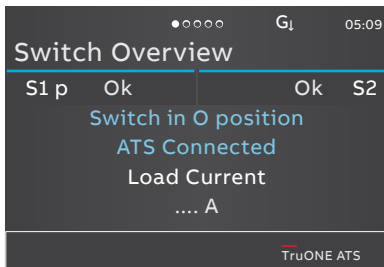 G↓ 05:09
Switch Overview
S1 p Ok Ok S2
Switch in O position
ATS Connected
Load Current
.... A
TruONE ATS